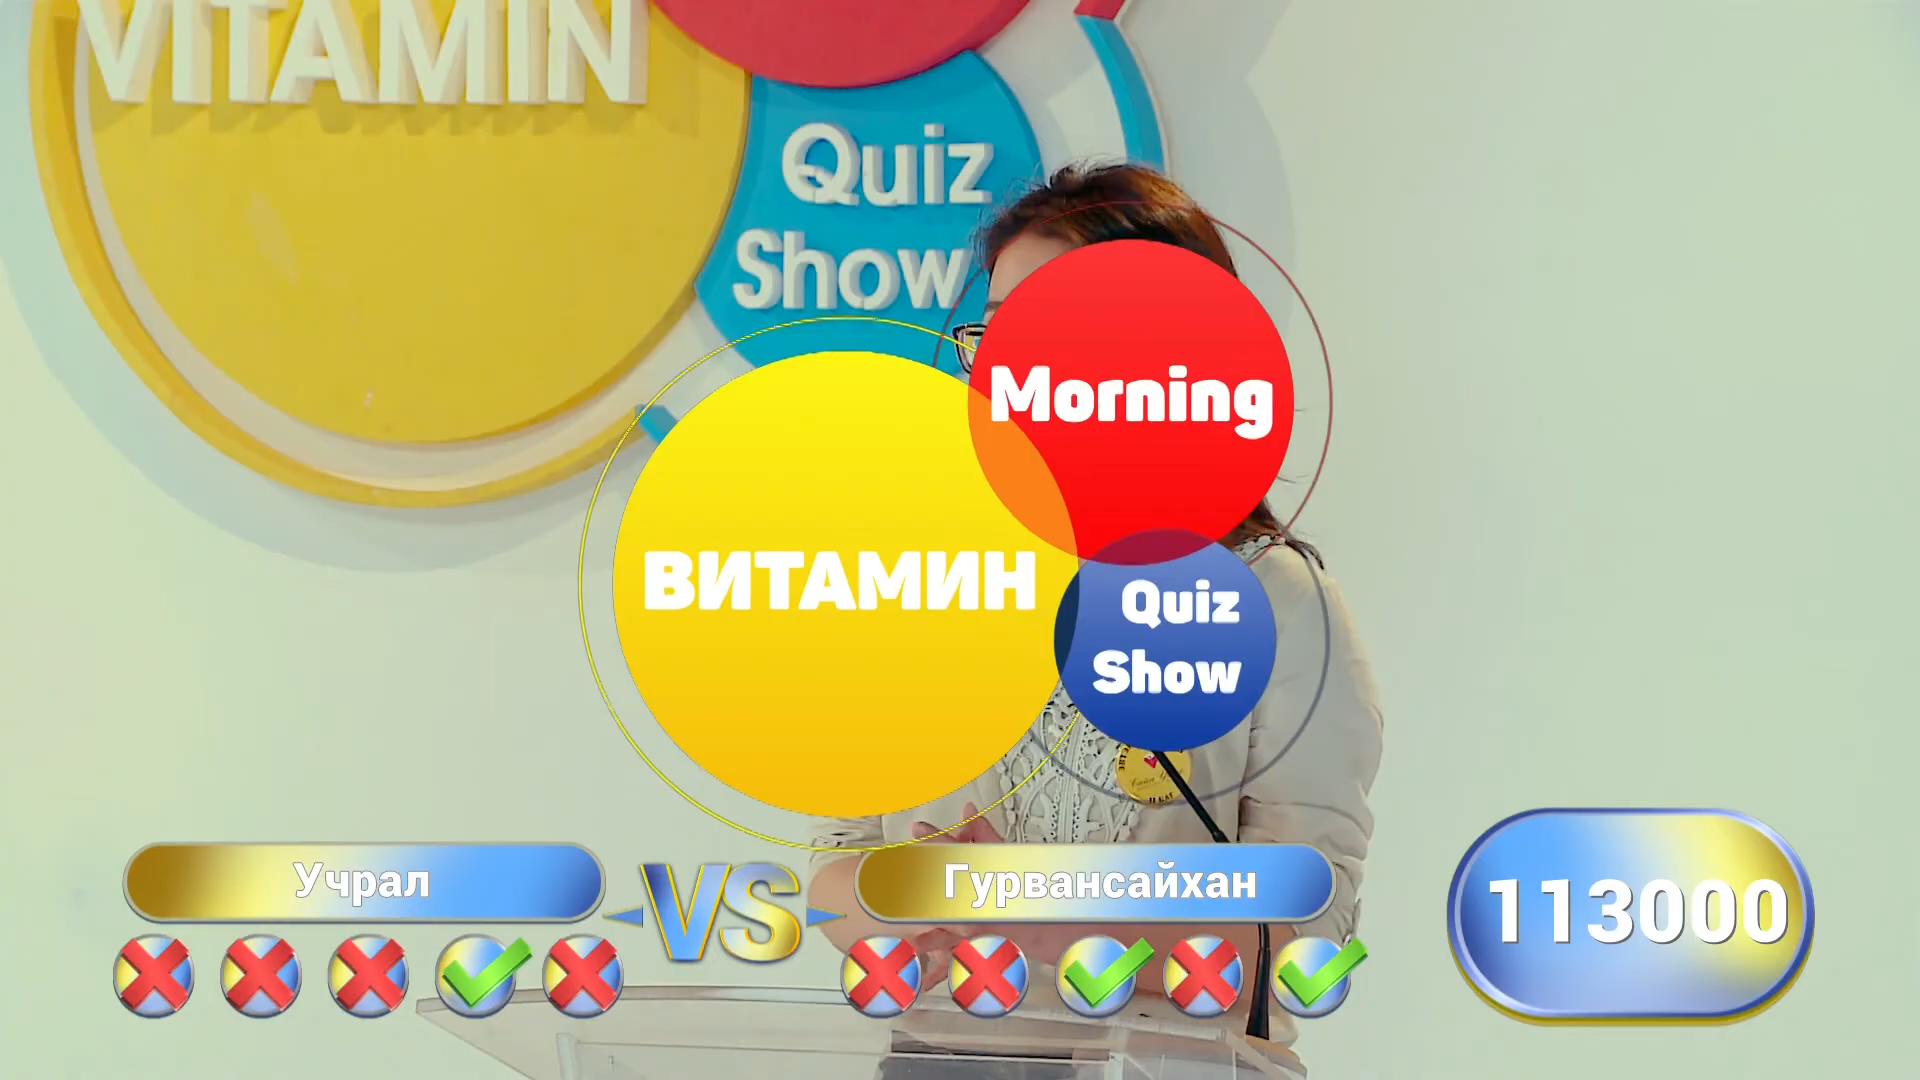 VITAMIN
Quiz
Show
Morning
ВИТАМИН
Quiz
Show
Учрал
VS
Гурвансайхан
113000